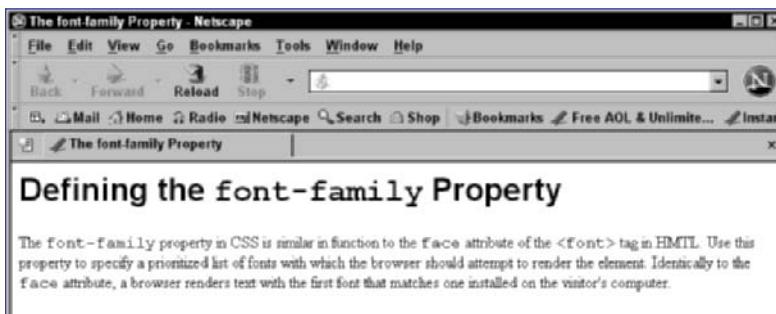 The font-family Property - Netscape
File Edit View Go Bookmarks Tools Window Help
Back Forward Reload Stop
Mail Home Radio Netscape Search Shop Bookmarks Free AOL & Unlimite... Instan
The font-family Property
Defining the font-family Property
The font-family property in CSS is similar in function to the face attribute of the <font> tag in HMTL. Use this
property to specify a prioritized list of fonts with which the browser should attempt to render the element. Identically to the
face attribute, a browser renders text with the first font that matches one installed on the visitor's computer.